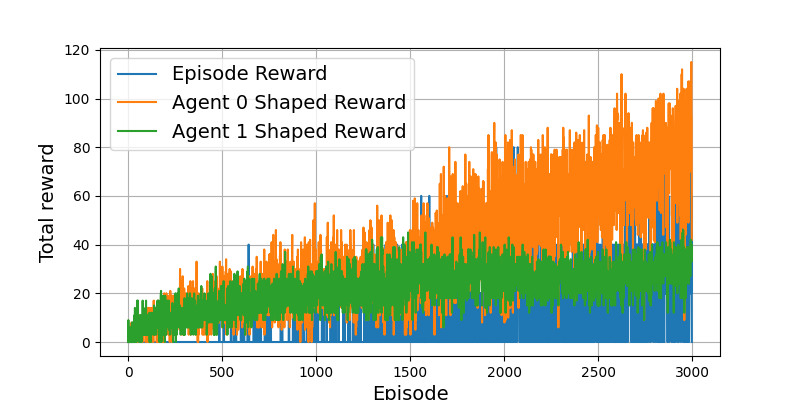 120
100
80
60
40
20
0
Total reward
Episode Reward
Agent 0 Shaped Reward
Agent 1 Shaped Reward
0 500 1000 1500 2000 2500 3000
Episode